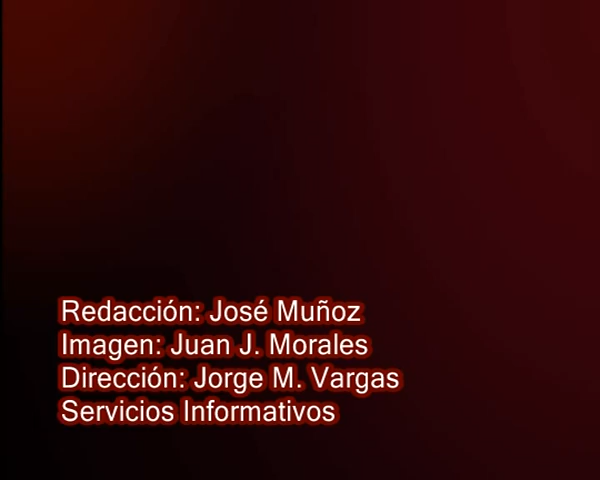 Redacción: José Muñoz
Imagen: Juan J. Morales
Dirección: Jorge M. Vargas
Servicios Informativos